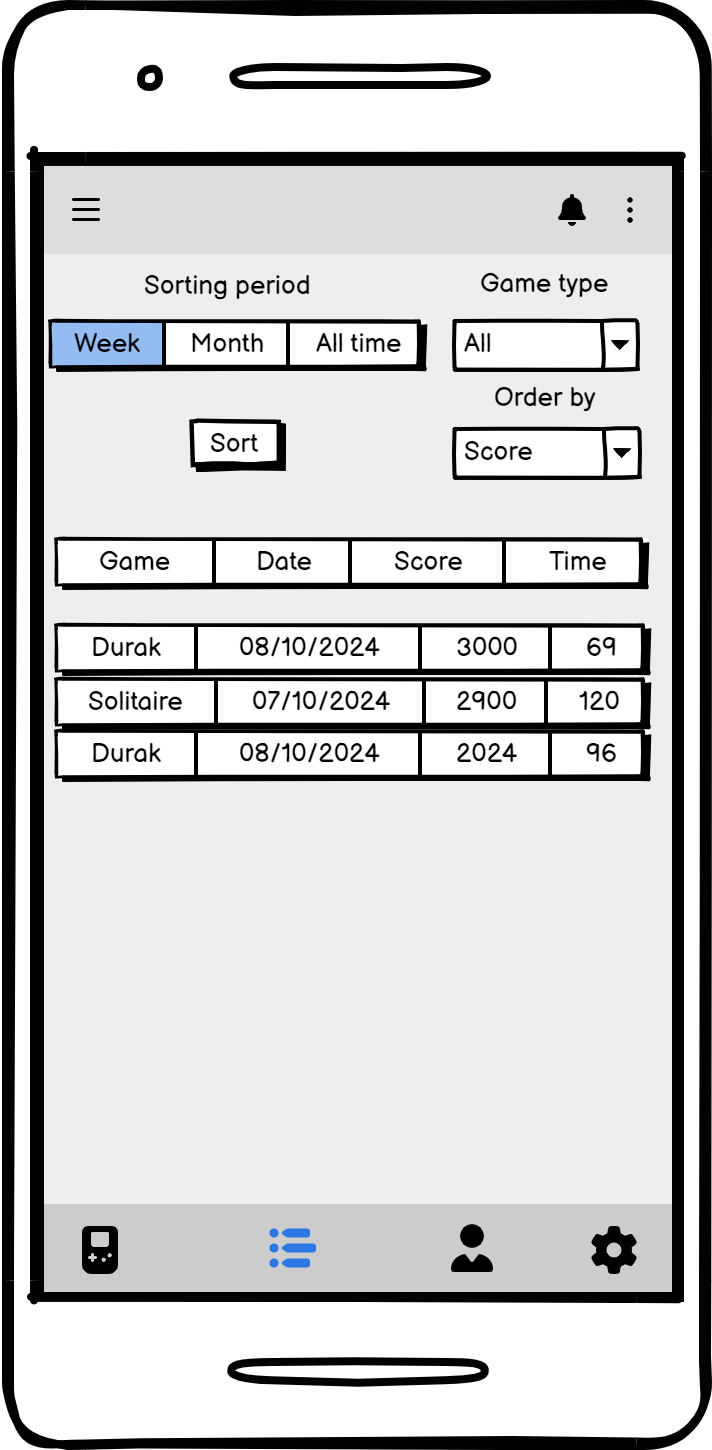 Sorting period Game type
Week Month All time All
Order by
Sort Score
Game Date Score Time
Durak 08/10/2024 3000 69
Solitaire 07/10/2024 2900 120
Durak 08/10/2024 2024 96